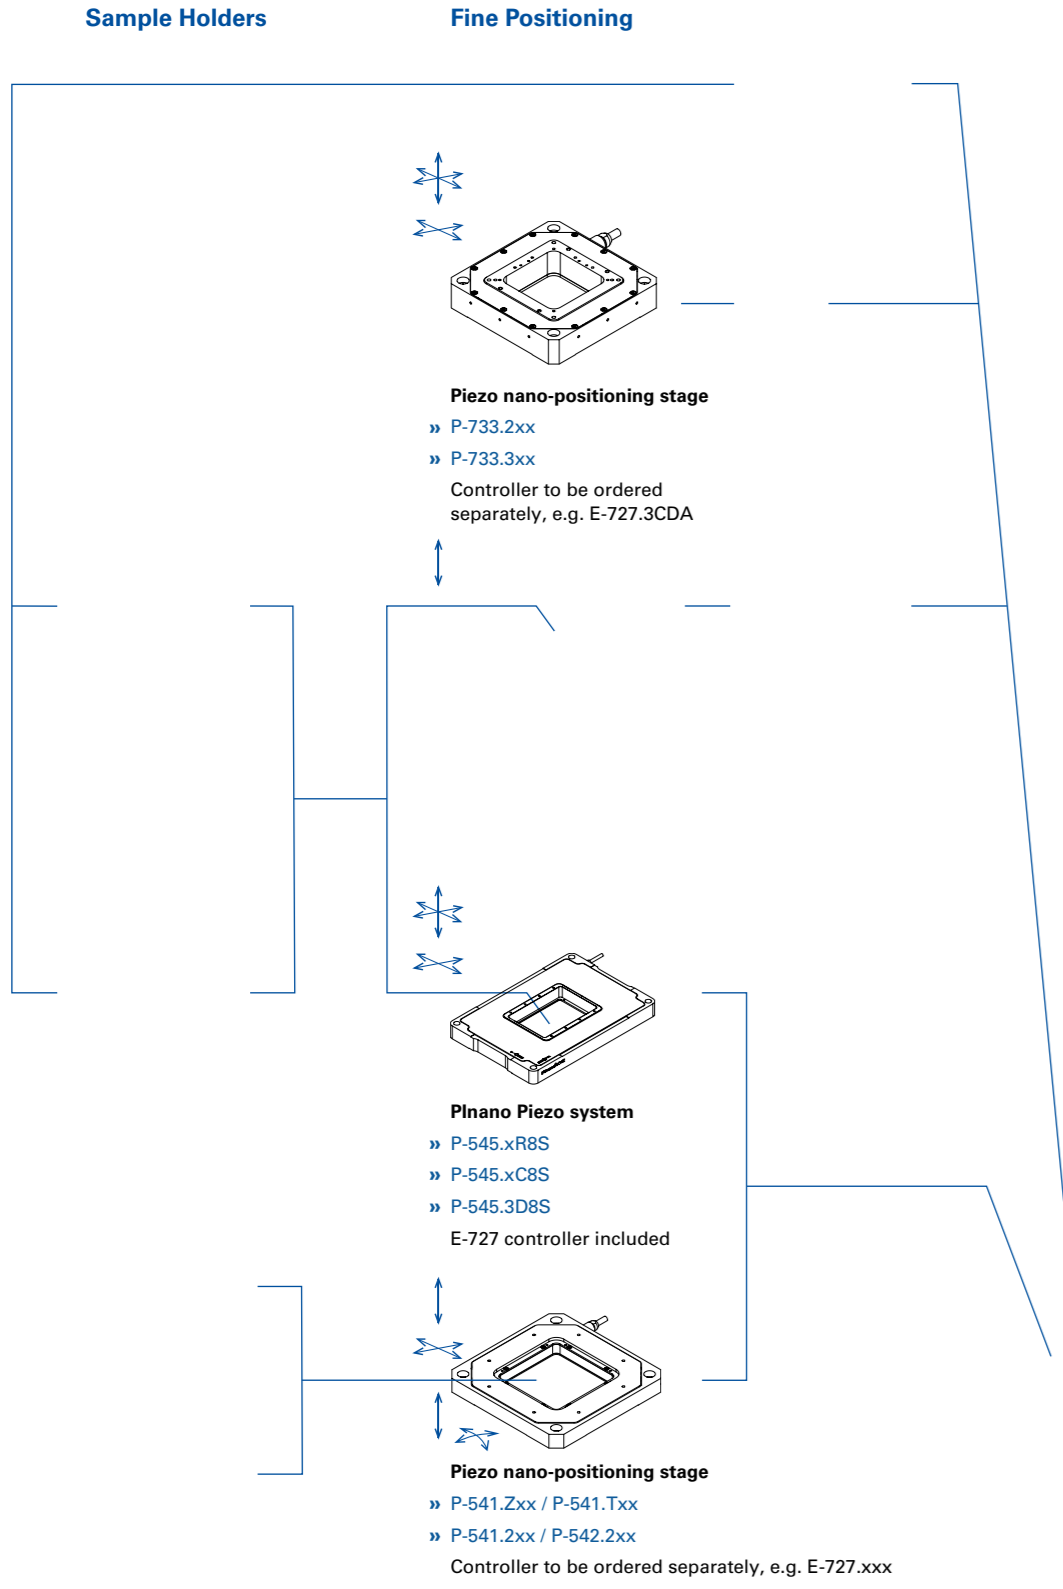 Sample Holders
Fine Positioning
Piezo nano-positioning stage
» P-733.2xx
» P-733.3xx
Controller to be ordered
separately, e.g. E-727.3CDA
PInano Piezo system
» P-545.xR8S
» P-545.xC8S
» P-545.3D8S
E-727 controller included
Piezo nano-positioning stage
» P-541.Zxx / P-541.Txx
» P-541.2xx / P-542.2xx
Controller to be ordered separately, e.g. E-727.xxx